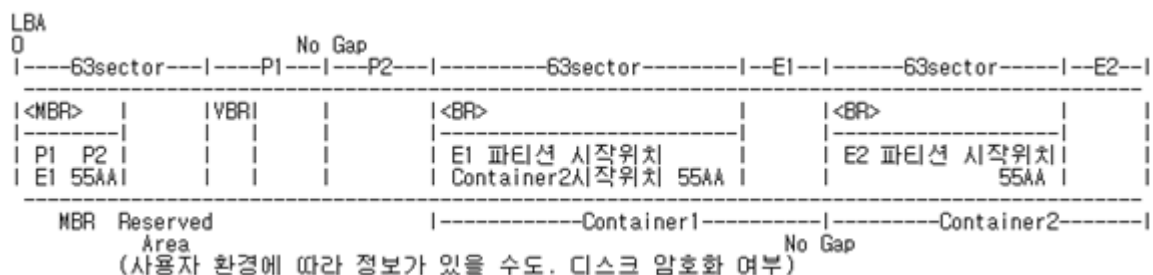 LBA
0 No Gap
|----63sector---|----P1---|---P2---|---------63sector--------|--E1--|------63sector-----|--E2--|
|<MBR> | |VBR| | |<BR> | |<BR> | |
| P1 P2 | | | | | E1 파티션 시작위치 | | E2 파티션 시작위치| |
| E1 55AA| | | | | Container2시작위치 55AA | | 55AA | |
MBR Reserved |------------Container1----------|---------Container2-------|
Area No Gap
(사용자 환경에 따라 정보가 있을 수도. 디스크 암호화 여부)